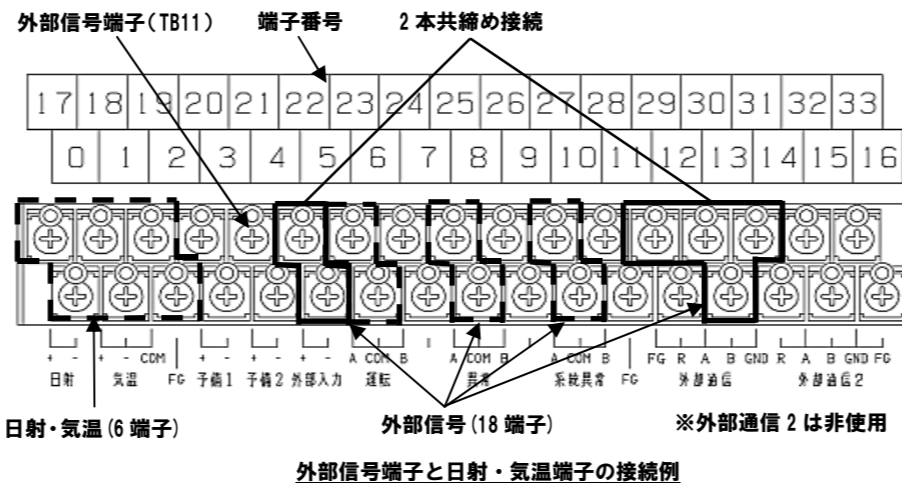 外部信号端子(TB11) 端子番号 2本共締め接続
17 18 19 20 21 22 23 24 25 26 27 28 29 30 31 32 33
0 1 2 3 4 5 6 7 8 9 10 11 12 13 14 15 16
+ - + - COM + - + - A COM B A COM B A COM B FG R A B GND R A B GND FG
日射 気温 FG 予備1 予備2 外部入力 運転 異常 系統異常 FG 外部通信 外部通信2
日射・気温(6端子) 外部信号(18端子) ※外部通信2は非使用
外部信号端子と日射・気温端子の接続例